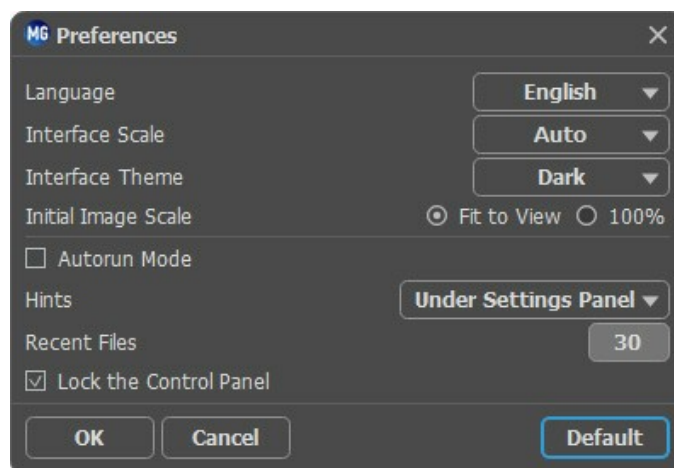 MG Preferences
Language English
Interface Scale Auto
Interface Theme Dark
Initial Image Scale Fit to View 100%
Autorun Mode
Hints Under Settings Panel
Recent Files 30
Lock the Control Panel
OK Cancel Default